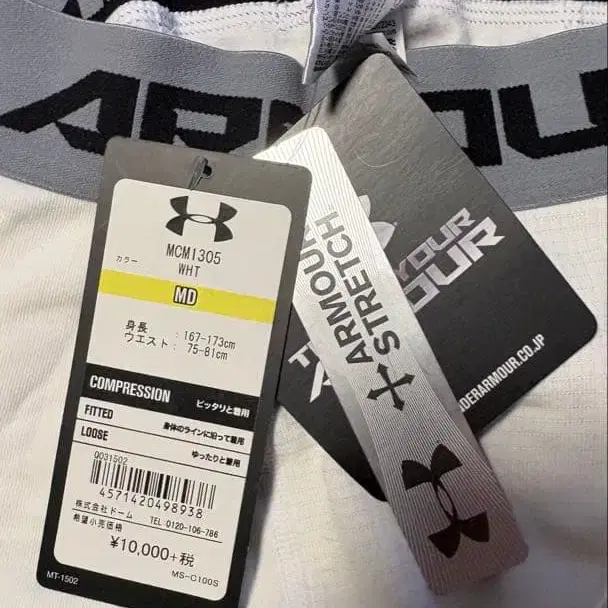 ARMOUR
MCM1305
カラー WHT
MD
身長 : 167-173cm
ウエスト : 75-81cm
COMPRESSION ピッタリと着用
FITTED 身体のラインに沿って着用
LOOSE ゆったりと着用
Q031502
4571420498938
株式会社ドーム TEL 0120-106-786
希望小売価格
¥10,000+税
MT-1502 MS-C100S
ARMOUR
STRETCH.
YOUR
UNDERARMOUR.CO.JP